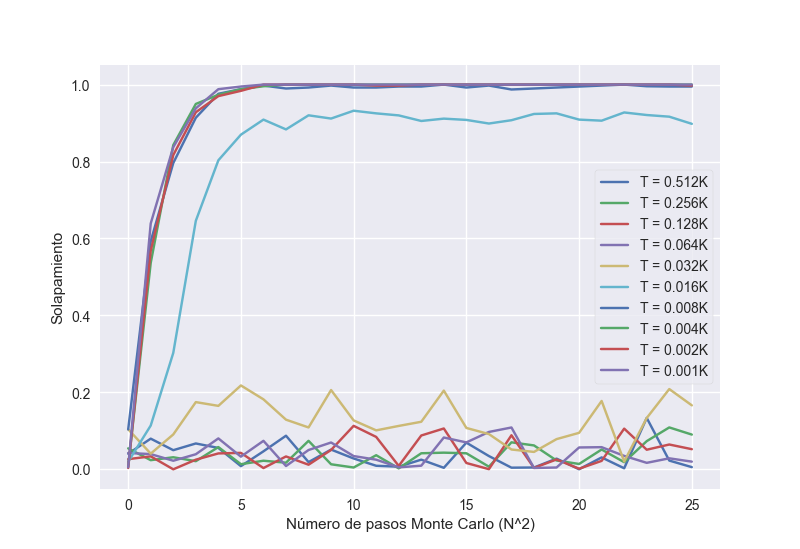 1.0
0.8
0.6
0.4
0.2
0.0
Solapamiento
T = 0.512K
T = 0.256K
T = 0.128K
T = 0.064K
T = 0.032K
T = 0.016K
T = 0.008K
T = 0.004K
T = 0.002K
T = 0.001K
0 5 10 15 20 25
Número de pasos Monte Carlo (N^2)